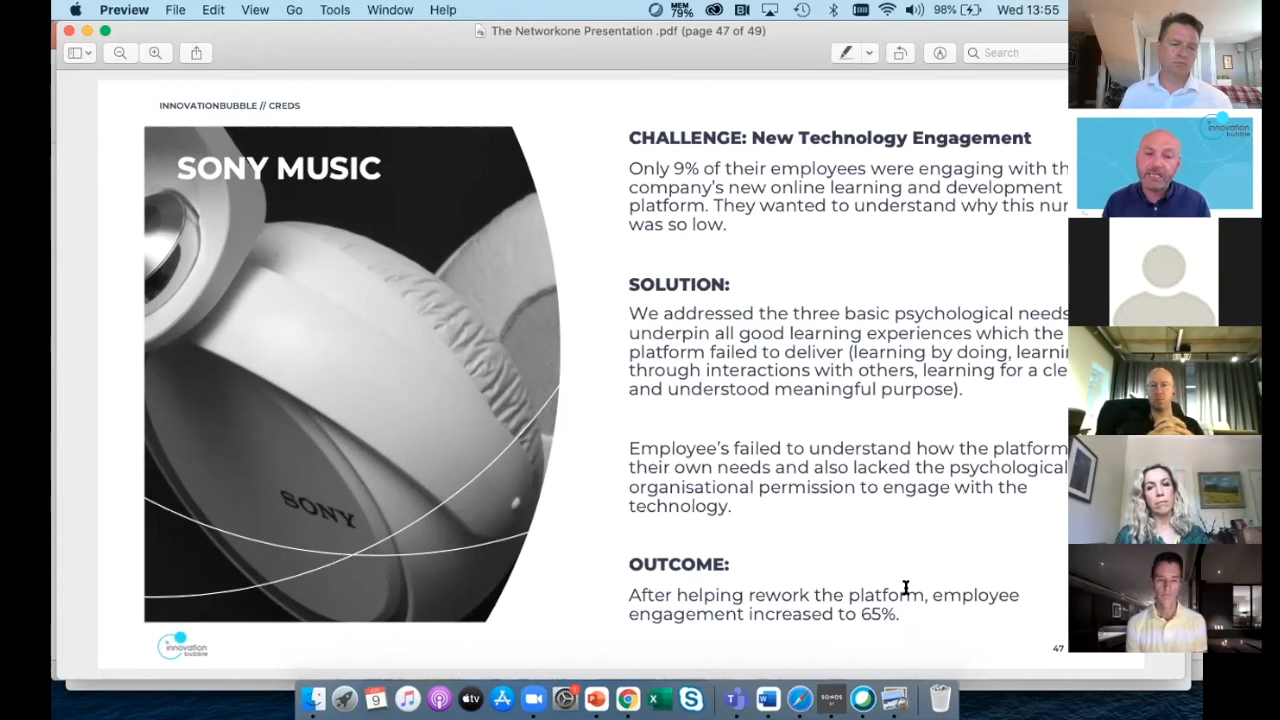 Preview File Edit View Go Tools Window Help
MEM
79%
98% Wed 13:55
The Networkone Presentation .pdf (page 47 of 49)
Search
INNOVATIONBUBBLE // CREDS
SONY MUSIC
SONY
CHALLENGE: New Technology Engagement
Only 9% of their employees were engaging with
company's new online learning and development
platform. They wanted to understand why this
was so low.
SOLUTION:
We addressed the three basic psychological needs
underpin all good learning experiences which the
platform failed to deliver (learning by doing,
through interactions with others, learning for a
and understood meaningful purpose).
Employee's failed to understand how the platform
their own needs and also lacked the psychological
organisational permission to engage with the
technology.
OUTCOME:
After helping rework the platform, employee
engagement increased to 65%.
innovation
bubble
47
innovation
bubble
9
tv
SONOS